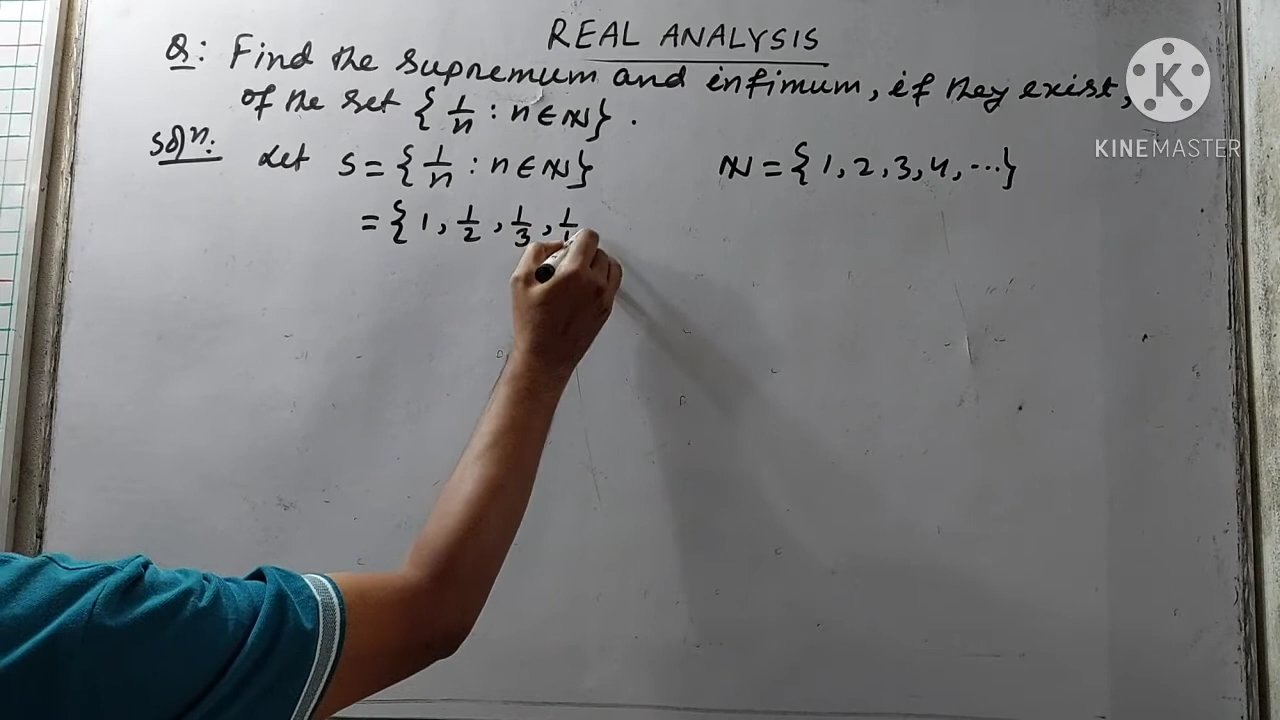 REAL ANALYSIS
Q: Find the supremum and infimum, if they exist,
of the set { 1/n : n ∈ ℕ } .
Solⁿ: Let S = { 1/n : n ∈ ℕ } ℕ = { 1, 2, 3, 4, ... }
= { 1, 1/2, 1/3, 1/
K
KINEMASTER